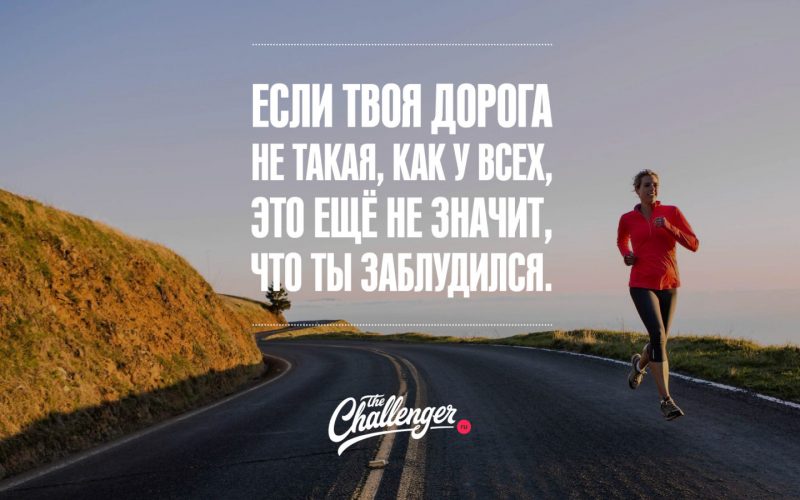 ЕСЛИ ТВОЯ ДОРОГА
НЕ ТАКАЯ, КАК У ВСЕХ,
ЭТО ЕЩЁ НЕ ЗНАЧИТ,
ЧТО ТЫ ЗАБЛУДИЛСЯ.
The
Challenger
ru